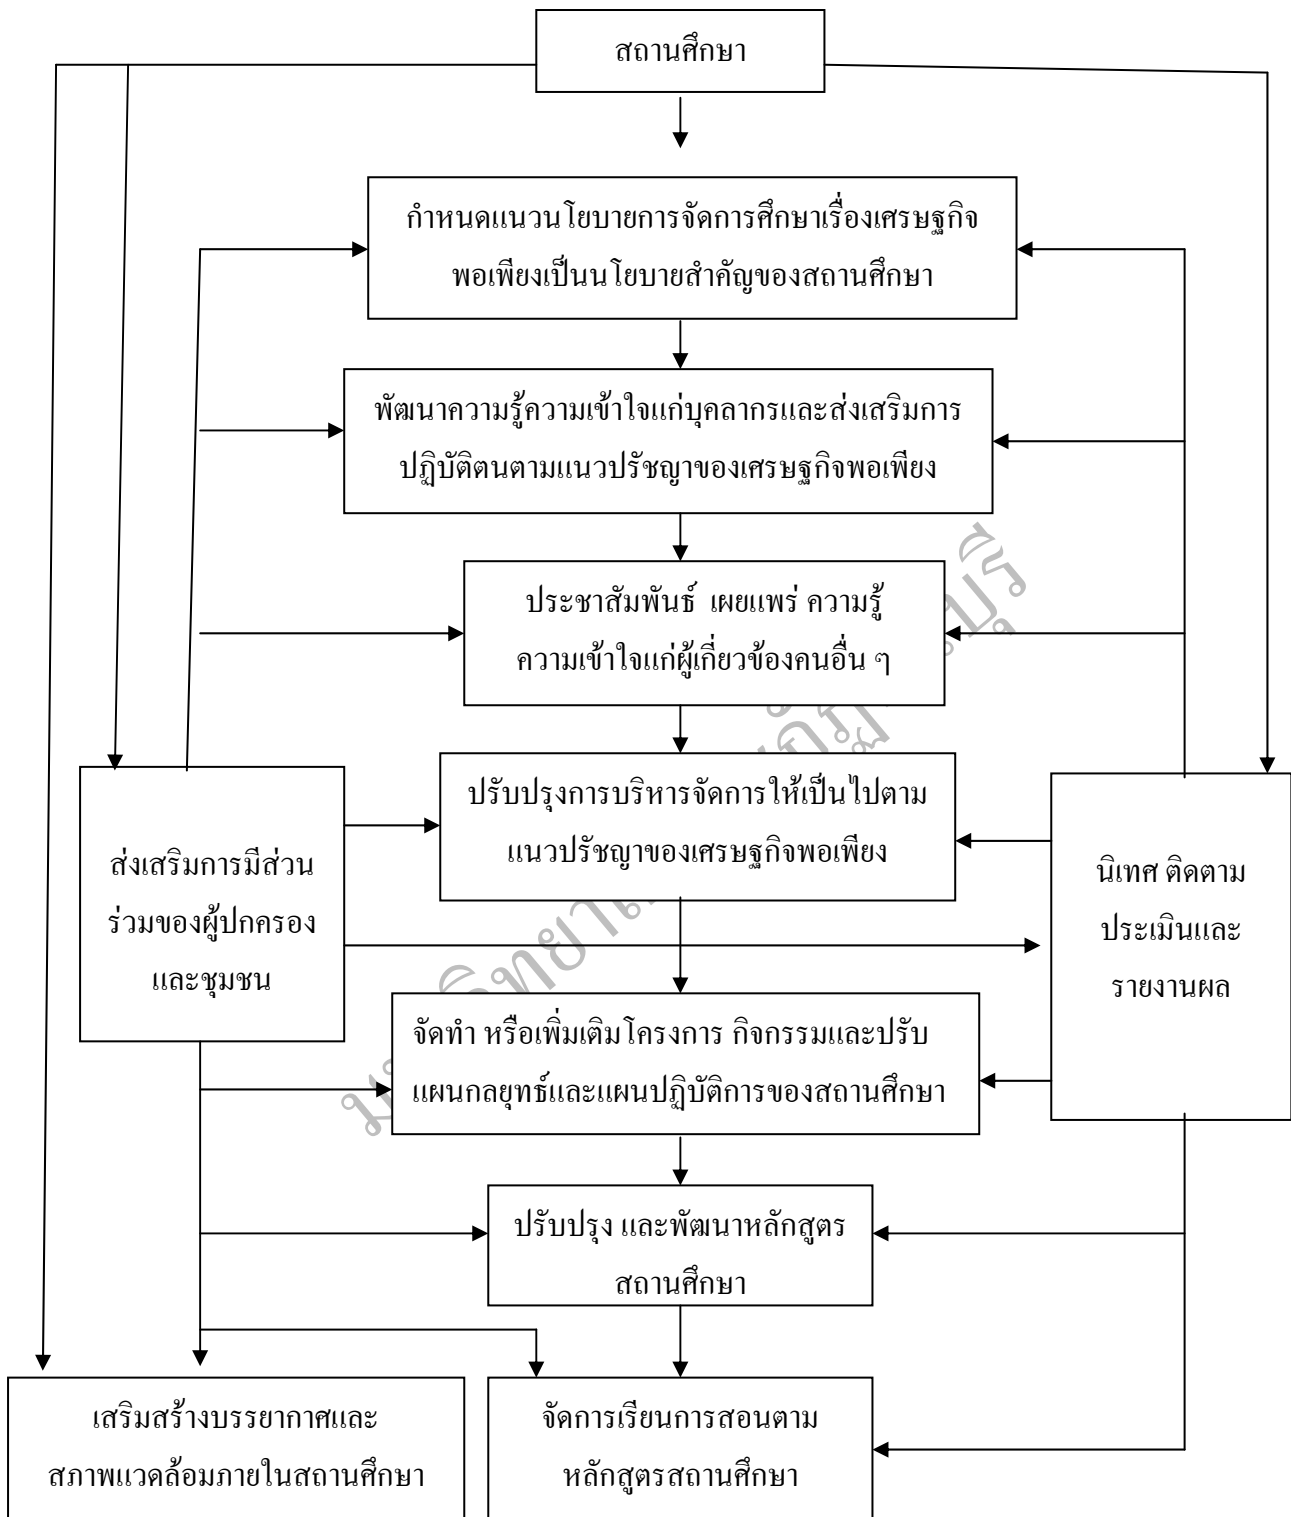 สถานศึกษา
กำหนดแนวนโยบายการจัดการศึกษาเรื่องเศรษฐกิจ
พอเพียงเป็นนโยบายสำคัญของสถานศึกษา
พัฒนาความรู้ความเข้าใจแก่บุคลากรและส่งเสริมการ
ปฏิบัติตนตามแนวปรัชญาของเศรษฐกิจพอเพียง
ประชาสัมพันธ์ เผยแพร่ ความรู้
ความเข้าใจแก่ผู้เกี่ยวข้องคนอื่น ๆ
ปรับปรุงการบริหารจัดการให้เป็นไปตาม
แนวปรัชญาของเศรษฐกิจพอเพียง
ส่งเสริมการมีส่วน
ร่วมของผู้ปกครอง
และชุมชน
นิเทศ ติดตาม
ประเมินและ
รายงานผล
จัดทำ หรือเพิ่มเติมโครงการ กิจกรรมและปรับ
แผนกลยุทธ์และแผนปฏิบัติการของสถานศึกษา
ปรับปรุง และพัฒนาหลักสูตร
สถานศึกษา
เสริมสร้างบรรยากาศและ
สภาพแวดล้อมภายในสถานศึกษา
จัดการเรียนการสอนตาม
หลักสูตรสถานศึกษา